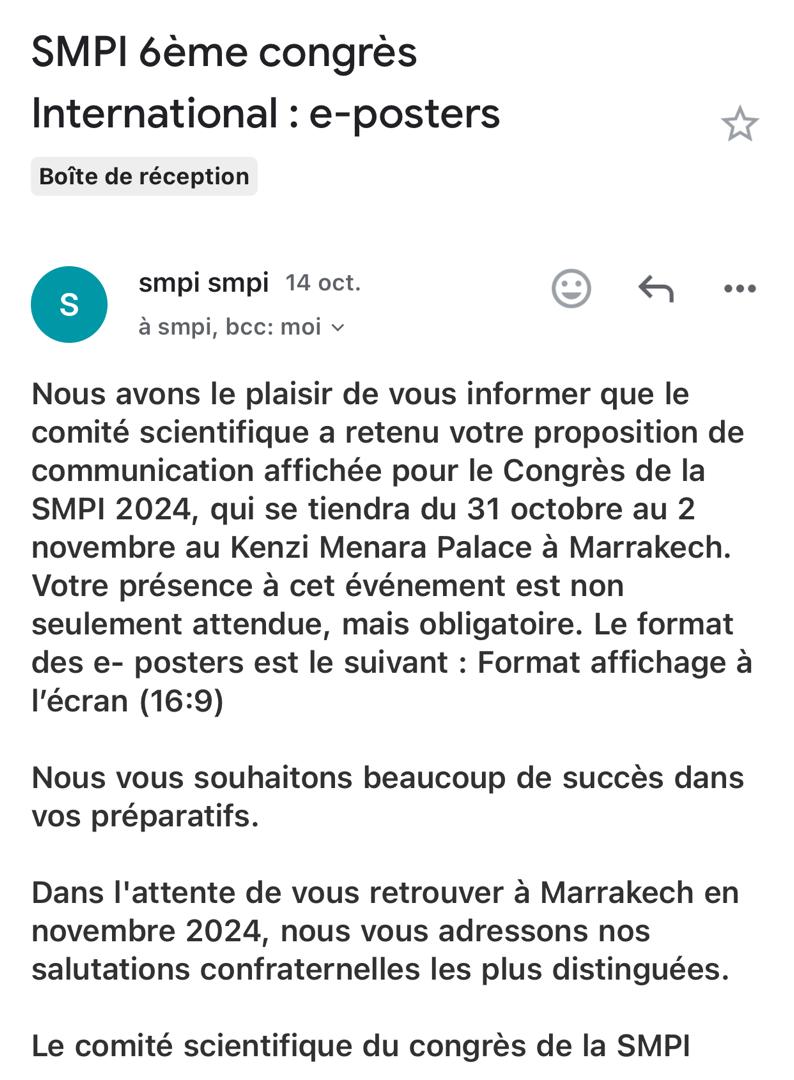 SMPI 6ème congrès
International : e-posters
Boîte de réception
S
smpi smpi 14 oct.
à smpi, bcc: moi
Nous avons le plaisir de vous informer que le
comité scientifique a retenu votre proposition de
communication affichée pour le Congrès de la
SMPI 2024, qui se tiendra du 31 octobre au 2
novembre au Kenzi Menara Palace à Marrakech.
Votre présence à cet événement est non
seulement attendue, mais obligatoire. Le format
des e- posters est le suivant : Format affichage à
l’écran (16:9)
Nous vous souhaitons beaucoup de succès dans
vos préparatifs.
Dans l'attente de vous retrouver à Marrakech en
novembre 2024, nous vous adressons nos
salutations confraternelles les plus distinguées.
Le comité scientifique du congrès de la SMPI